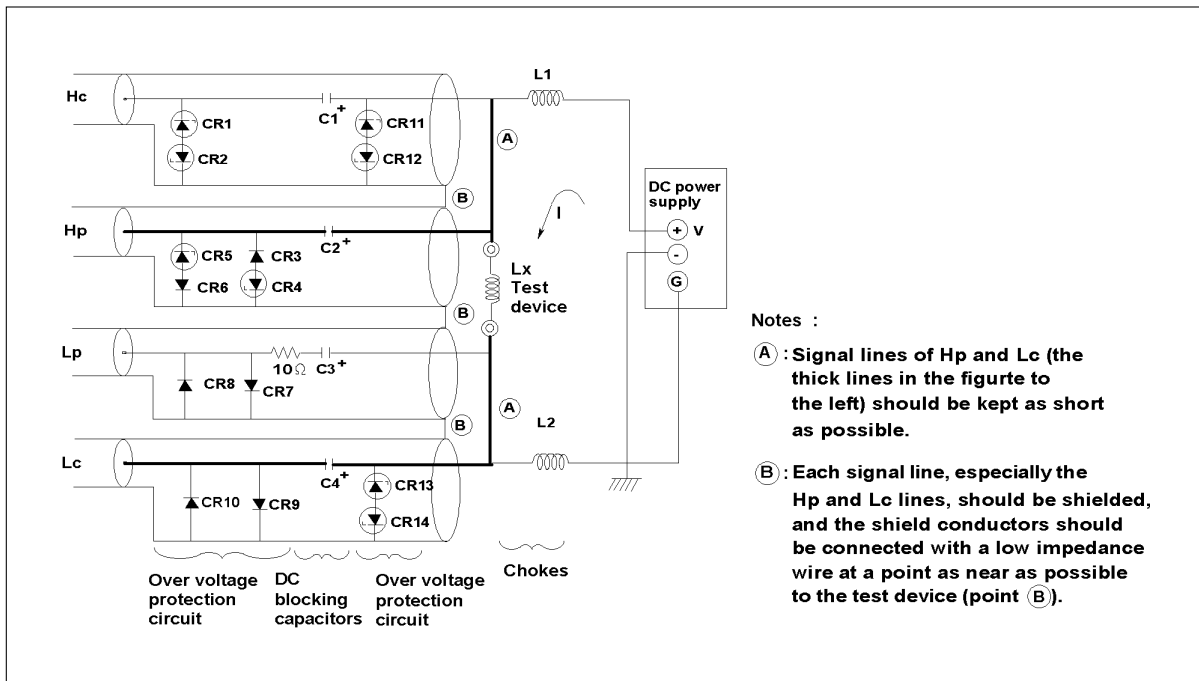 Hc
C1+
CR1
CR2
CR11
CR12
L1
A
B
DC power
supply
+ V
-
G
Hp
C2+
CR5
CR6
CR3
CR4
I
Lx
Test
device
B
Lp
10Ω
C3+
CR8
CR7
A
B
L2
Lc
C4+
CR10
CR9
CR13
CR14
Over voltage
protection
circuit
DC
blocking
capacitors
Over voltage
protection
circuit
Chokes
Notes :
A : Signal lines of Hp and Lc (the
thick lines in the figurte to
the left) should be kept as short
as possible.
B : Each signal line, especially the
Hp and Lc lines, should be shielded,
and the shield conductors should
be connected with a low impedance
wire at a point as near as possible
to the test device (point B).